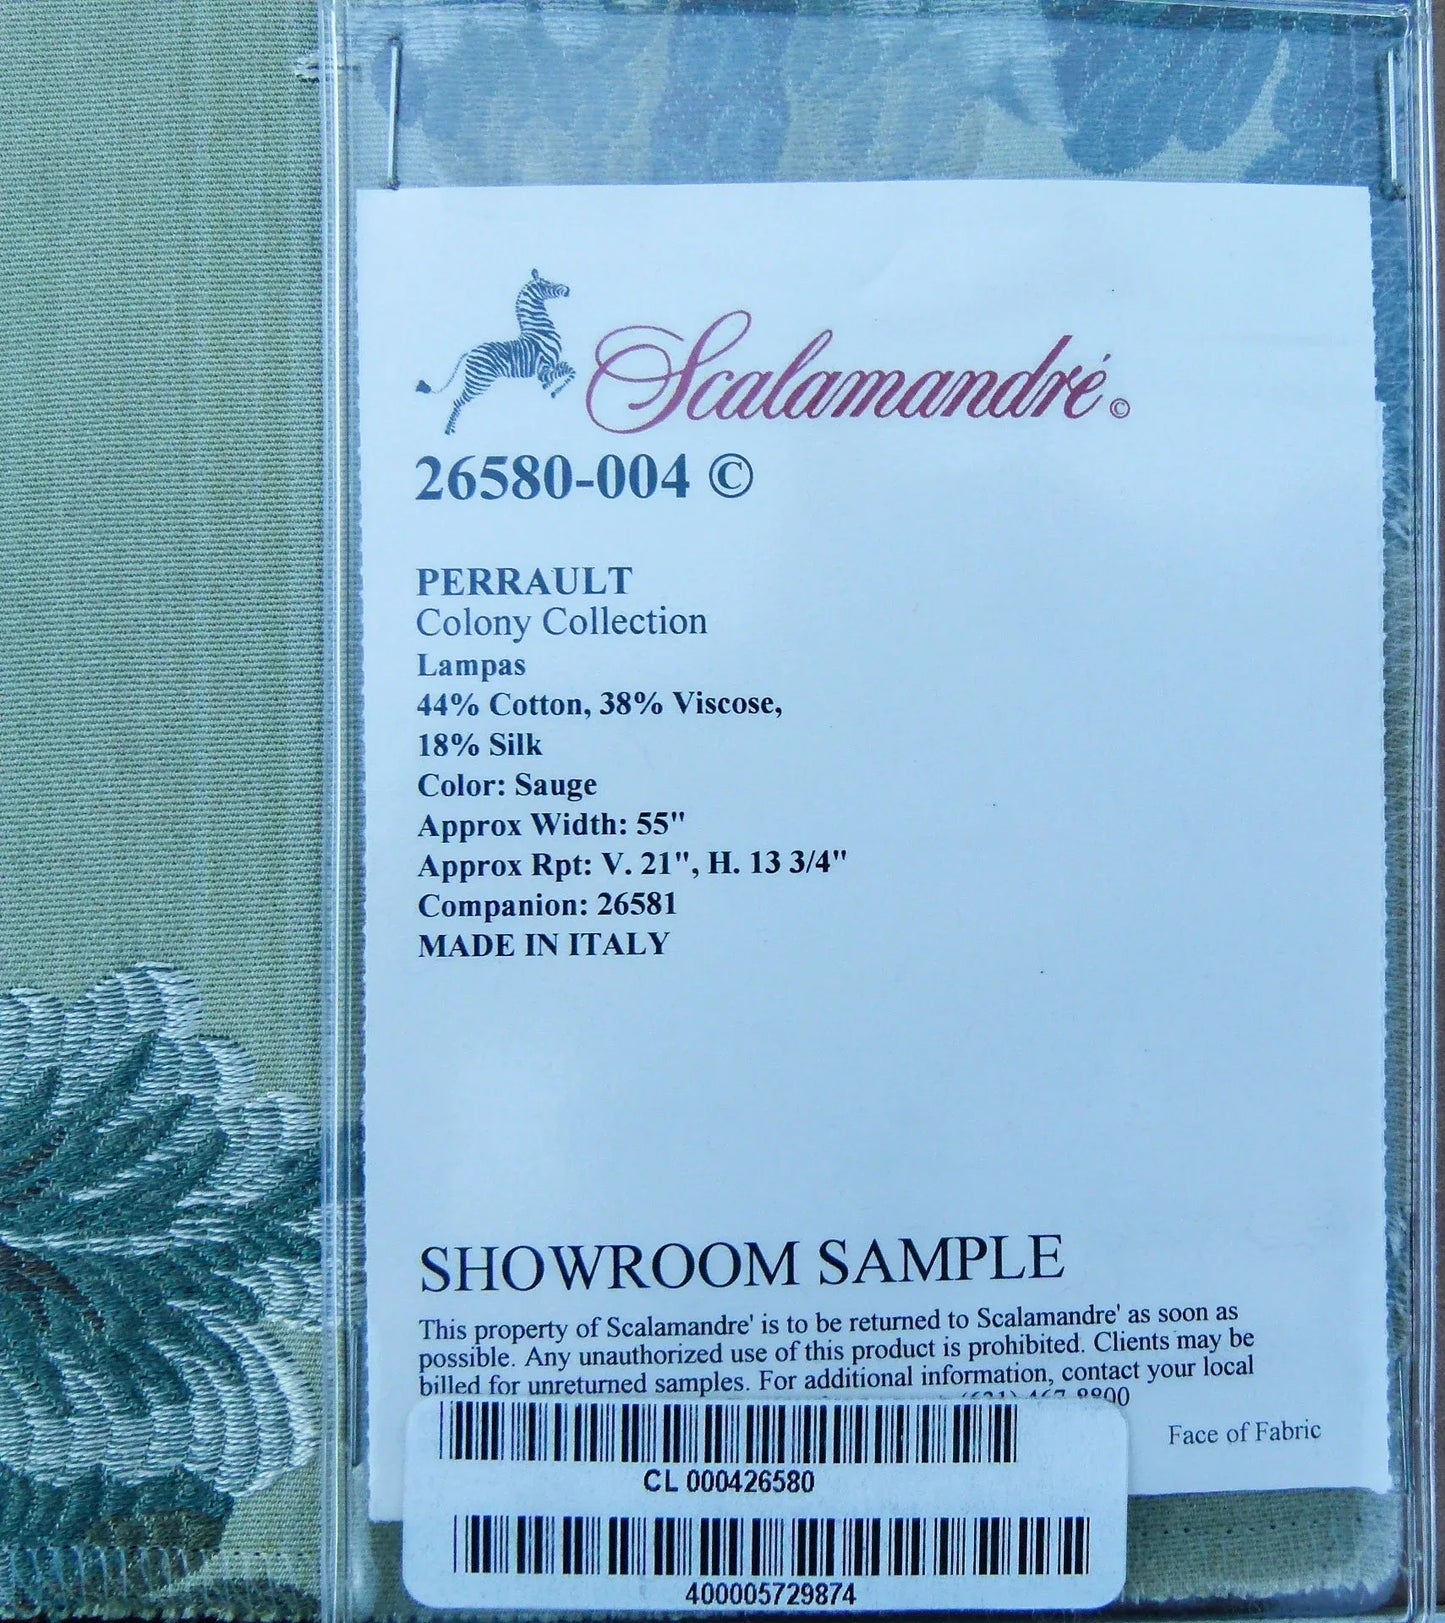 Scalamandré©
26580-004 ©
PERRAULT
Colony Collection
Lampas
44% Cotton, 38% Viscose,
18% Silk
Color: Sauge
Approx Width: 55"
Approx Rpt: V. 21", H. 13 3/4"
Companion: 26581
MADE IN ITALY
SHOWROOM SAMPLE
This property of Scalamandre' is to be returned to Scalamandre' as soon as
possible. Any unauthorized use of this product is prohibited. Clients may be
billed for unreturned samples. For additional information, contact your local
(631) 467-8800
Face of Fabric
CL 000426580
400005729874